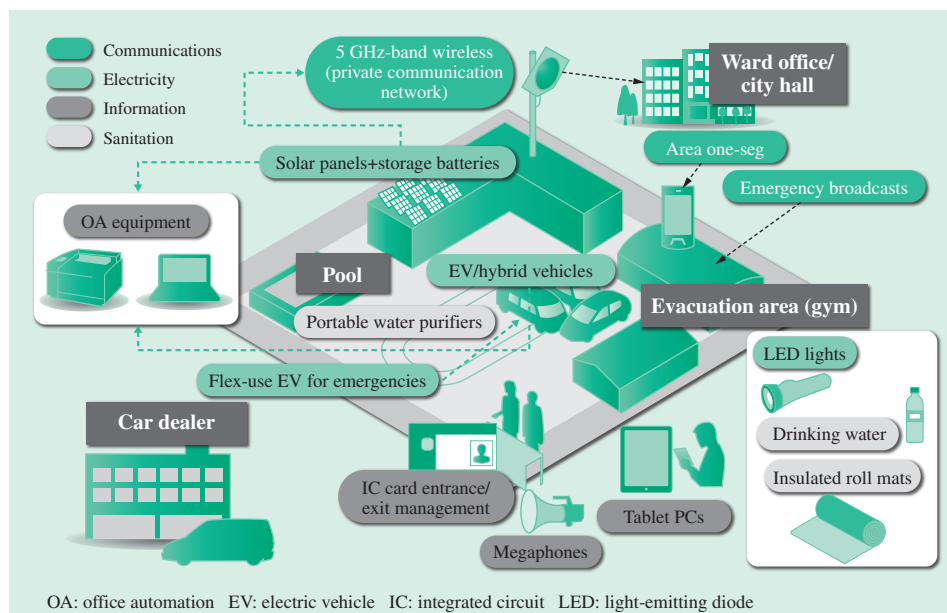 Communications
Electricity
Information
Sanitation
5 GHz-band wireless
(private communication
network)
Ward office/
city hall
Area one-seg
Solar panels+storage batteries
Emergency broadcasts
OA equipment
Pool
EV/hybrid vehicles
Portable water purifiers
Evacuation area (gym)
LED lights
Flex-use EV for emergencies
Car dealer
Drinking water
Insulated roll mats
IC card entrance/
exit management
Tablet PCs
Megaphones
OA: office automation EV: electric vehicle IC: integrated circuit LED: light-emitting diode